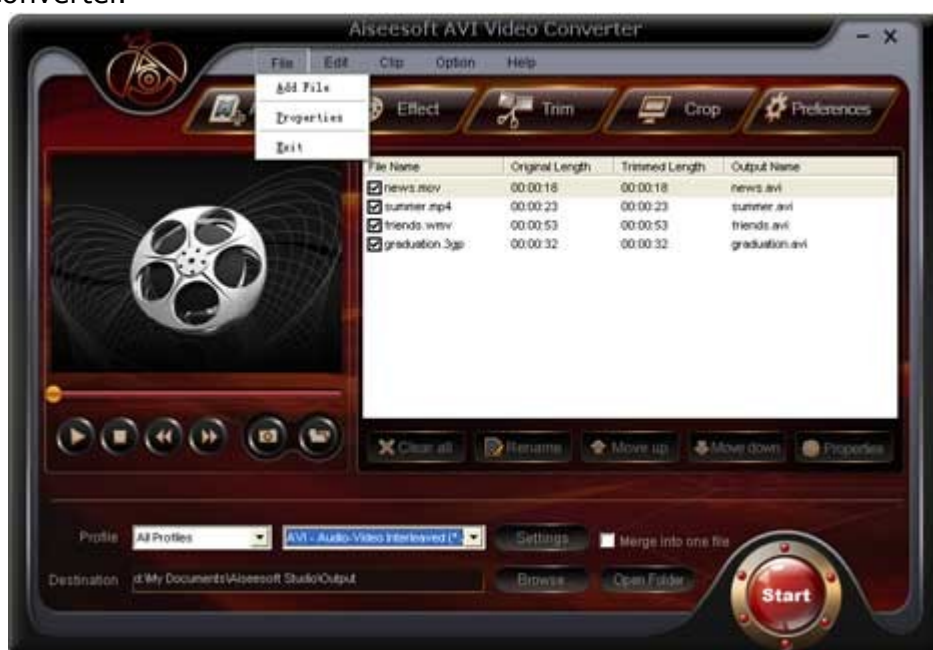 converter.
Aiseesoft AVI Video Converter
File Edit Clip Option Help
Add File
Properties
Exit
Effect Trim Crop Preferences
File Name Original Length Trimmed Length Output Name
news.mov 00:00:18 00:00:18 news.avi
summer.mp4 00:00:23 00:00:23 summer.avi
friends.wmv 00:00:53 00:00:53 friends.avi
graduation.3gp 00:00:32 00:00:32 graduation.avi
Clear all Rename Move up Move down Properties
Profile All Profiles AVI - Audio-Video Interleaved (*. Settings Merge into one file
Destination d:\My Documents\Aiseesoft Studio\Output Browse Open Folder
Start